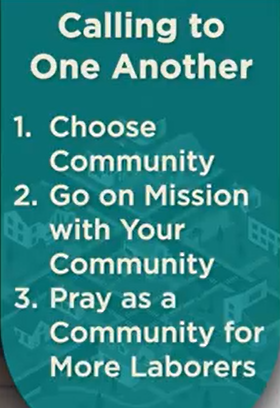 Calling to
One Another
1. Choose
Community
2. Go on Mission
with Your
Community
3. Pray as a
Community for
More Laborers